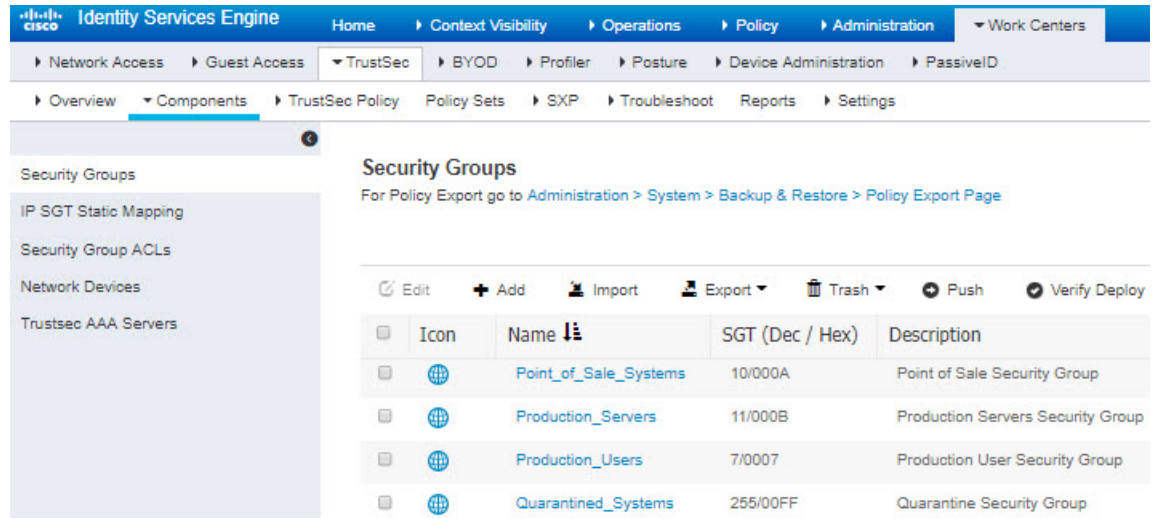 cisco Identity Services Engine Home Context Visibility Operations Policy Administration Work Centers
Network Access Guest Access TrustSec BYOD Profiler Posture Device Administration PassiveID
Overview Components TrustSec Policy Policy Sets SXP Troubleshoot Reports Settings
Security Groups
IP SGT Static Mapping
Security Group ACLs
Network Devices
Trustsec AAA Servers
Security Groups
For Policy Export go to Administration > System > Backup & Restore > Policy Export Page
Edit Add Import Export Trash Push Verify Deploy
Icon Name SGT (Dec / Hex) Description
Point_of_Sale_Systems 10/000A Point of Sale Security Group
Production_Servers 11/000B Production Servers Security Group
Production_Users 7/0007 Production User Security Group
Quarantined_Systems 255/00FF Quarantine Security Group